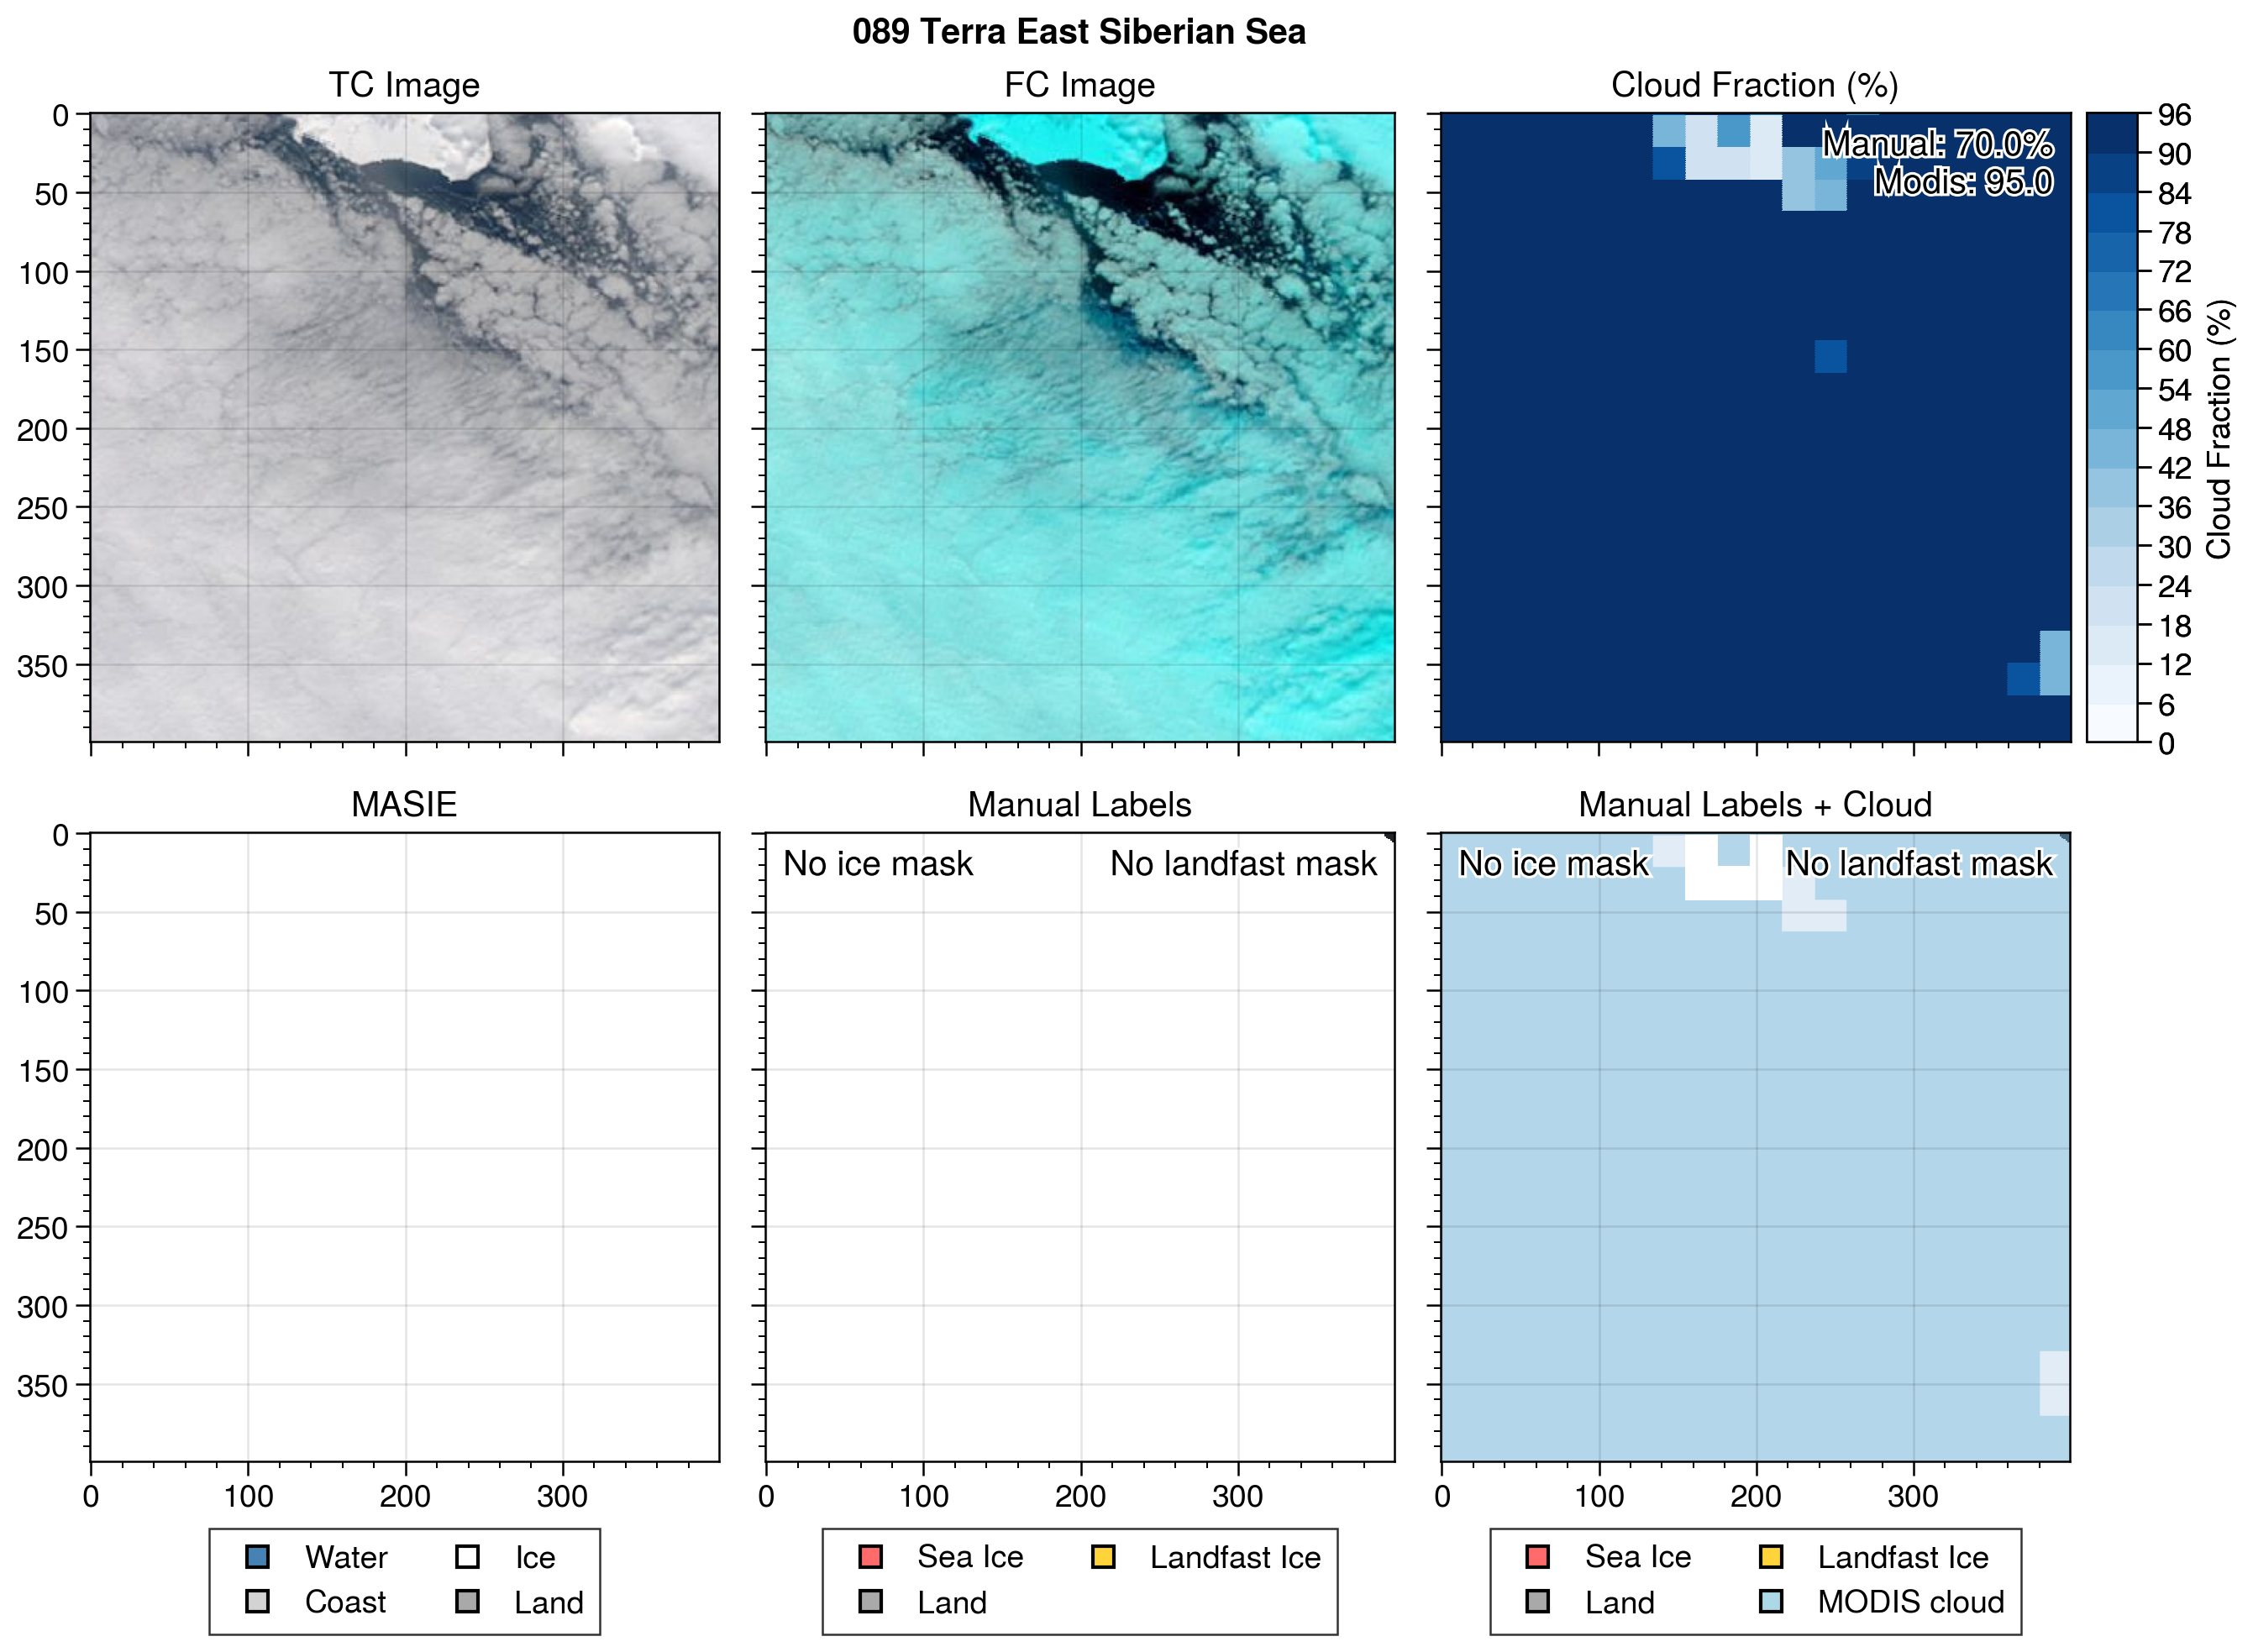 089 Terra East Siberian Sea
TC Image
FC Image
Cloud Fraction (%)
0
50
100
150
200
250
300
350
Manual: 70.0%
Modis: 95.0
96
90
84
78
72
66
60
54
48
42
36
30
24
18
12
6
0
Cloud Fraction (%)
MASIE
Manual Labels
Manual Labels + Cloud
0
50
100
150
200
250
300
350
No ice mask
No landfast mask
No ice mask
No landfast mask
0 100 200 300
0 100 200 300
0 100 200 300
Water
Ice
Coast
Land
Sea Ice
Landfast Ice
Land
Sea Ice
Landfast Ice
Land
MODIS cloud